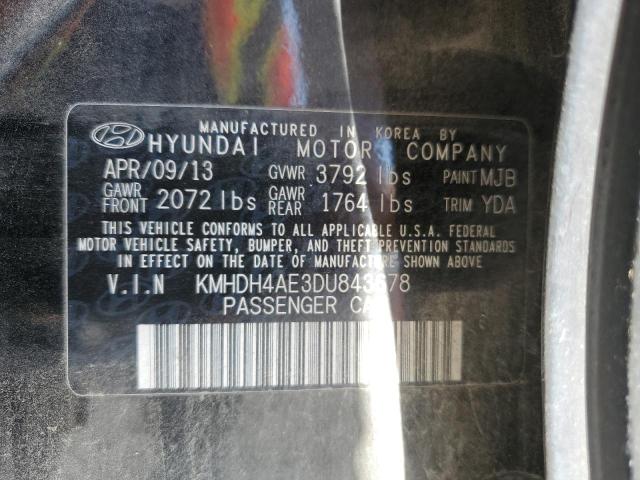 MANUFACTURED IN KOREA BY
HYUNDAI MOTOR COMPANY
APR/09/13 GVWR 3792 lbs PAINT MJB
GAWR FRONT 2072 lbs GAWR REAR 1764 lbs TRIM YDA
THIS VEHICLE CONFORMS TO ALL APPLICABLE U.S.A. FEDERAL
MOTOR VEHICLE SAFETY, BUMPER, AND THEFT PREVENTION STANDARDS
IN EFFECT ON THE DATE OF MANUFACTURE SHOWN ABOVE
V.I.N KMHDH4AE3DU843678
PASSENGER CAR